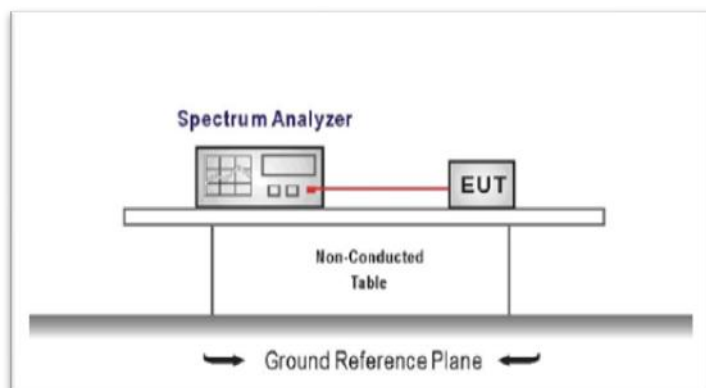 Spectrum Analyzer
EUT
Non-Conducted
Table
Ground Reference Plane